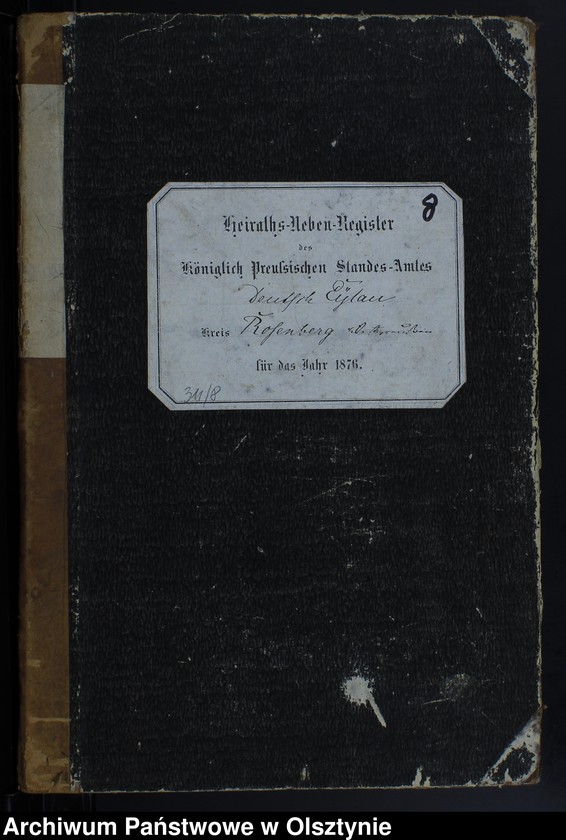 8
Heiraths-Neben-Register
des
Königlich Preußischen Standes-Amtes
Deutsch Eylau
Kreis Rosenberg Westpreußen
für das Jahr 1876.
311/8
Archiwum Państwowe w Olsztynie